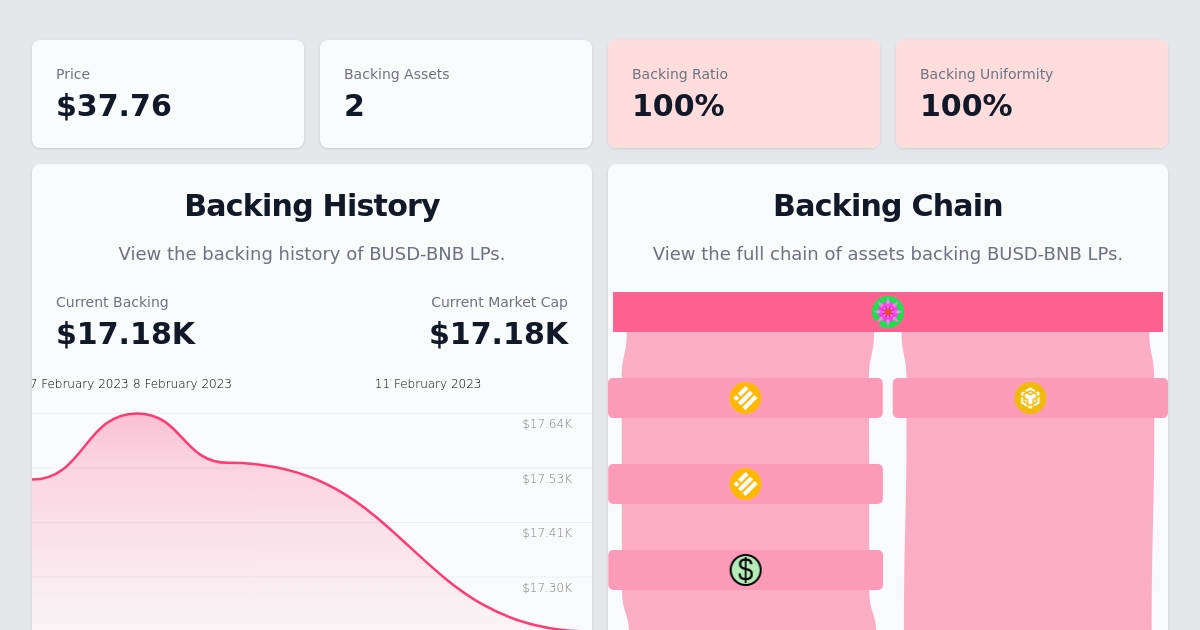 Price
$37.76
Backing Assets
2
Backing Ratio
100%
Backing Uniformity
100%
Backing History
View the backing history of BUSD-BNB LPs.
Current Backing
$17.18K
Current Market Cap
$17.18K
7 February 2023 8 February 2023 11 February 2023
$17.64K
$17.53K
$17.41K
$17.30K
Backing Chain
View the full chain of assets backing BUSD-BNB LPs.
$